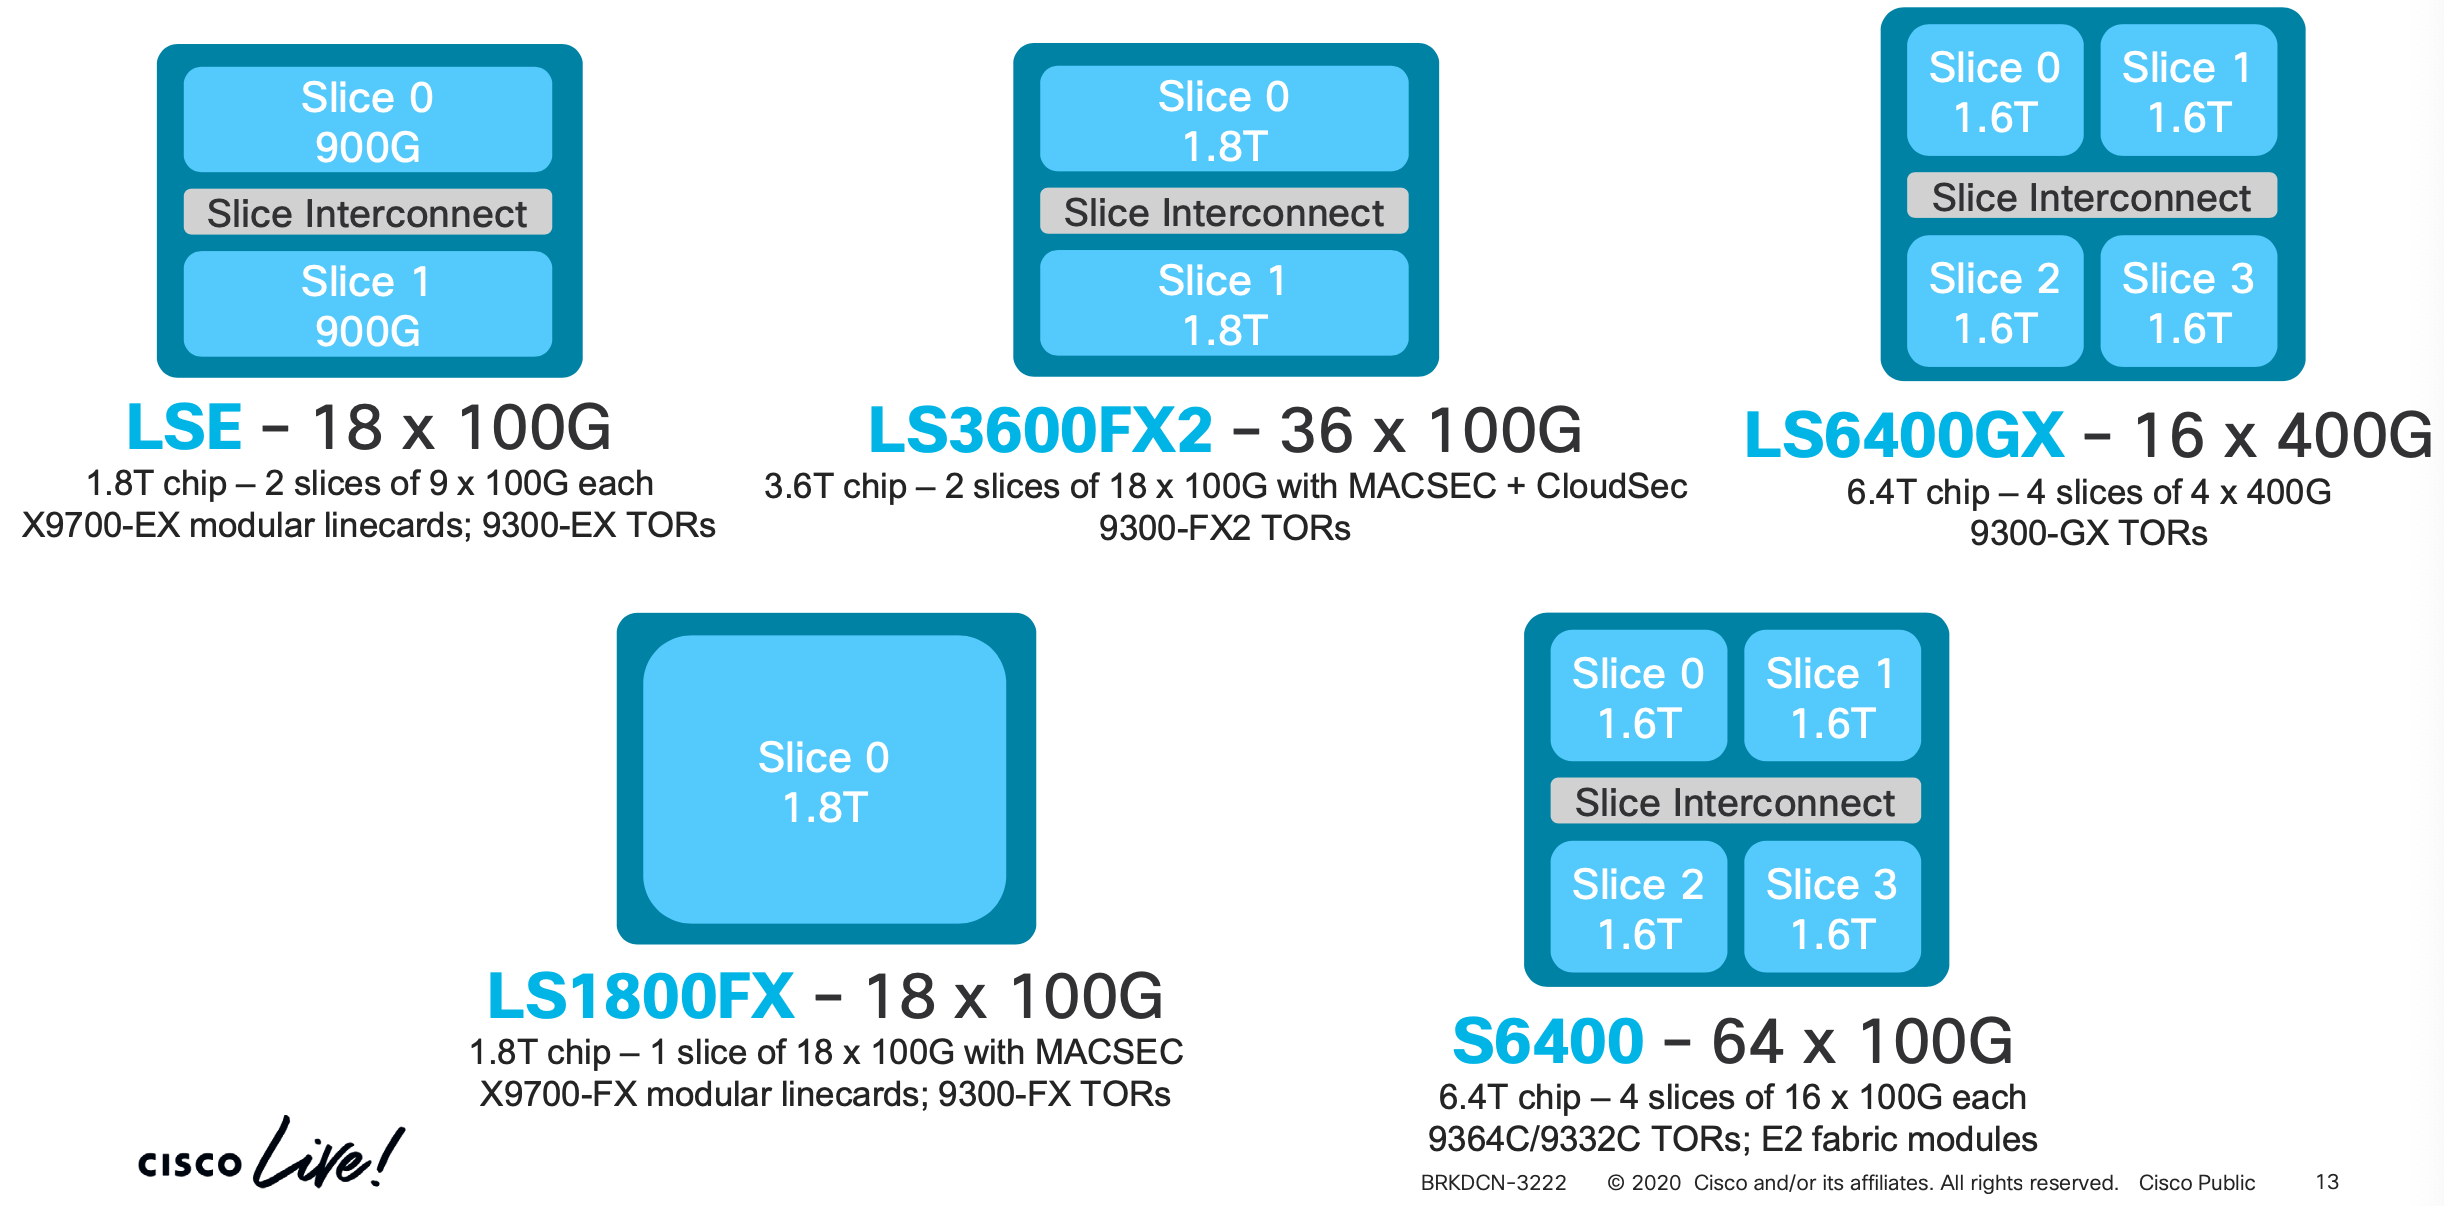 Slice 0
900G
Slice Interconnect
Slice 1
900G
LSE – 18 x 100G
1.8T chip – 2 slices of 9 x 100G each
X9700-EX modular linecards; 9300-EX TORs
Slice 0
1.8T
Slice Interconnect
Slice 1
1.8T
LS3600FX2 – 36 x 100G
3.6T chip – 2 slices of 18 x 100G with MACSEC + CloudSec
9300-FX2 TORs
Slice 0
1.6T
Slice 1
1.6T
Slice Interconnect
Slice 2
1.6T
Slice 3
1.6T
LS6400GX – 16 x 400G
6.4T chip – 4 slices of 4 x 400G
9300-GX TORs
Slice 0
1.8T
LS1800FX – 18 x 100G
1.8T chip – 1 slice of 18 x 100G with MACSEC
X9700-FX modular linecards; 9300-FX TORs
Slice 0
1.6T
Slice 1
1.6T
Slice Interconnect
Slice 2
1.6T
Slice 3
1.6T
S6400 – 64 x 100G
6.4T chip – 4 slices of 16 x 100G each
9364C/9332C TORs; E2 fabric modules
CISCO Live!
BRKDCN-3222 © 2020 Cisco and/or its affiliates. All rights reserved. Cisco Public 13